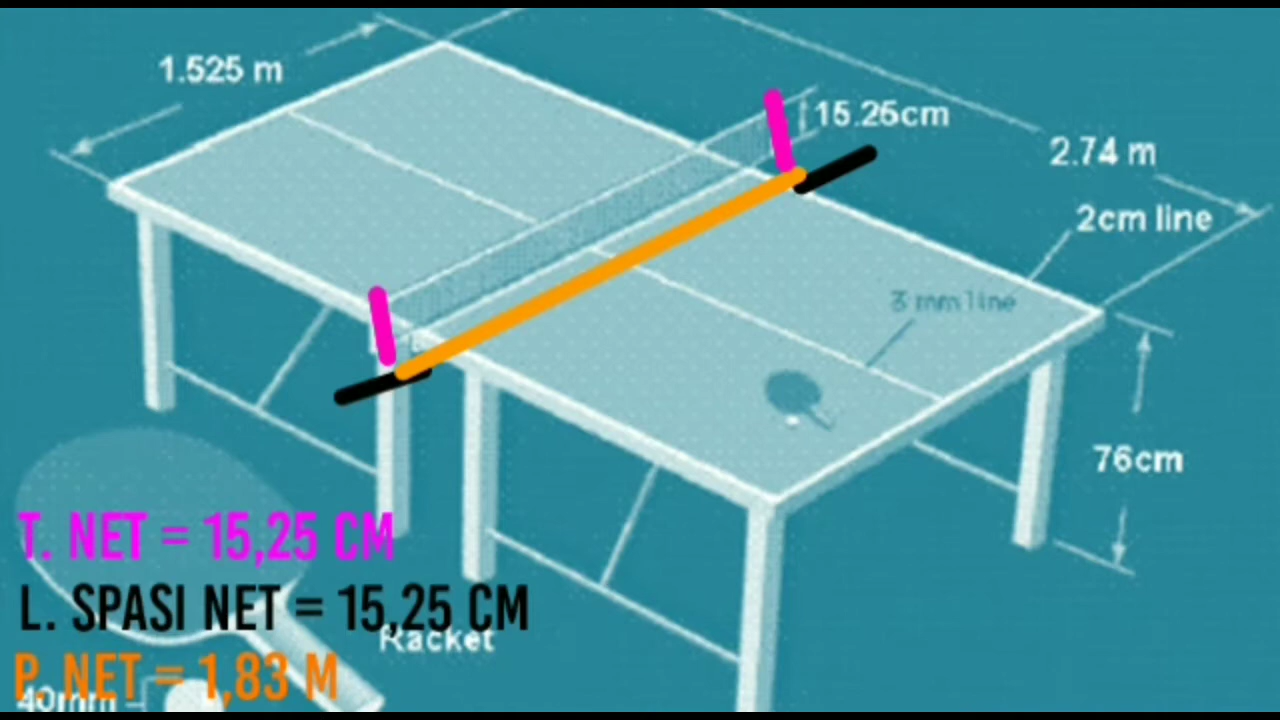 1.525 m
15.25cm
2.74 m
2cm line
3 mm line
76cm
T. NET = 15,25 CM
L. SPASI NET = 15,25 CM
Racket
P. NET = 1,83 M
40mm